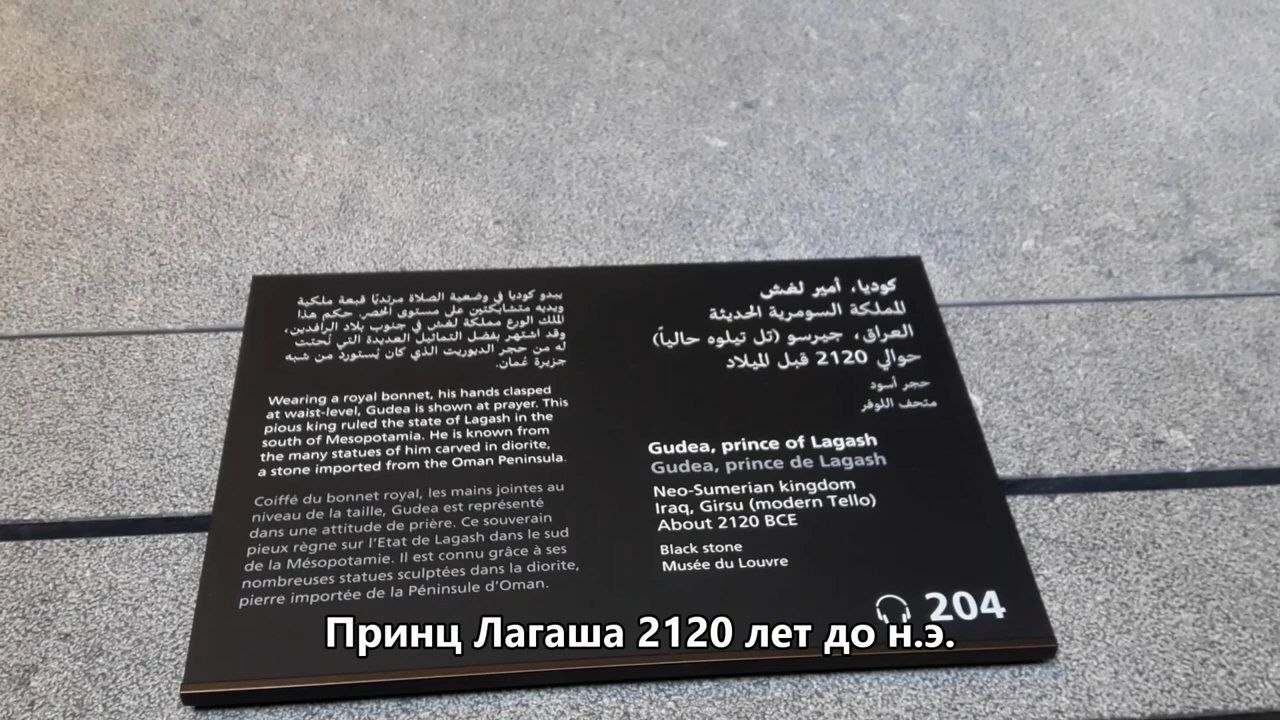 يبدو كوديا في وضعية الصلاة مرتديًا قبعة ملكية
ويديه متشابكتين على مستوى الخصر. حكم هذا
الملك الورع مملكة لغش في جنوب بلاد الرافدين،
وقد اشتهر بفضل التماثيل العديدة التي نُحتت
له من حجر الديوريت الذي كان يُستورد من شبه
جزيرة عُمان.
Wearing a royal bonnet, his hands clasped
at waist-level, Gudea is shown at prayer. This
pious king ruled the state of Lagash in the
south of Mesopotamia. He is known from
the many statues of him carved in diorite,
a stone imported from the Oman Peninsula.
Coiffé du bonnet royal, les mains jointes au
niveau de la taille, Gudea est représenté
dans une attitude de prière. Ce souverain
pieux règne sur l'Etat de Lagash dans le sud
de la Mésopotamie. Il est connu grâce à ses
nombreuses statues sculptées dans la diorite,
pierre importée de la Péninsule d'Oman.
كوديا، أمير لغش
المملكة السومرية الحديثة
العراق، جيرسو (تل تيلوه حالياً)
حوالي 2120 قبل الميلاد
حجر أسود
متحف اللوفر
Gudea, prince of Lagash
Gudea, prince de Lagash
Neo-Sumerian kingdom
Iraq, Girsu (modern Tello)
About 2120 BCE
Black stone
Musée du Louvre
204
Принц Лагаша 2120 лет до н.э.